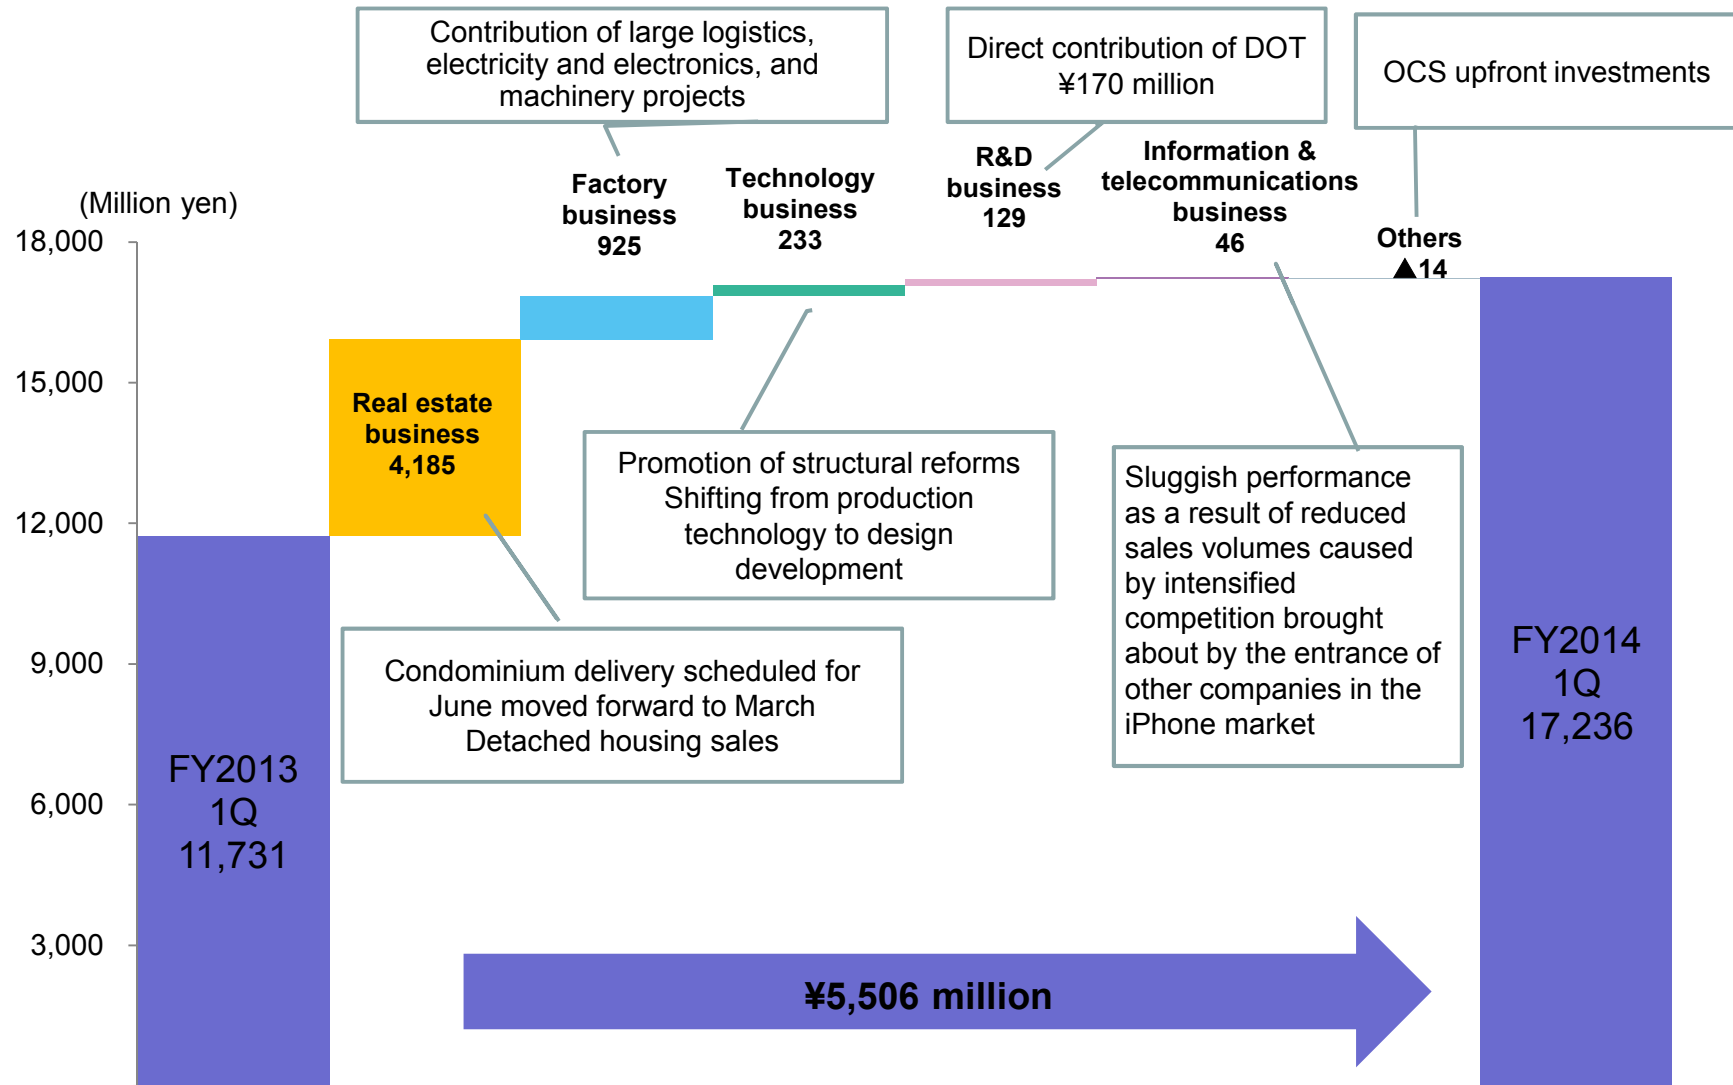 Contribution of large logistics,
electricity and electronics, and
machinery projects
Direct contribution of DOT
¥170 million
OCS upfront investments
(Million yen)
Factory
business
925
Technology
business
233
R&D
business
129
Information &
telecommunications
business
46
Others
▲14
18,000
15,000
12,000
9,000
6,000
3,000
Real estate
business
4,185
Promotion of structural reforms
Shifting from production
technology to design
development
Sluggish performance
as a result of reduced
sales volumes caused
by intensified
competition brought
about by the entrance of
other companies in the
iPhone market
Condominium delivery scheduled for
June moved forward to March
Detached housing sales
FY2013
1Q
11,731
FY2014
1Q
17,236
¥5,506 million